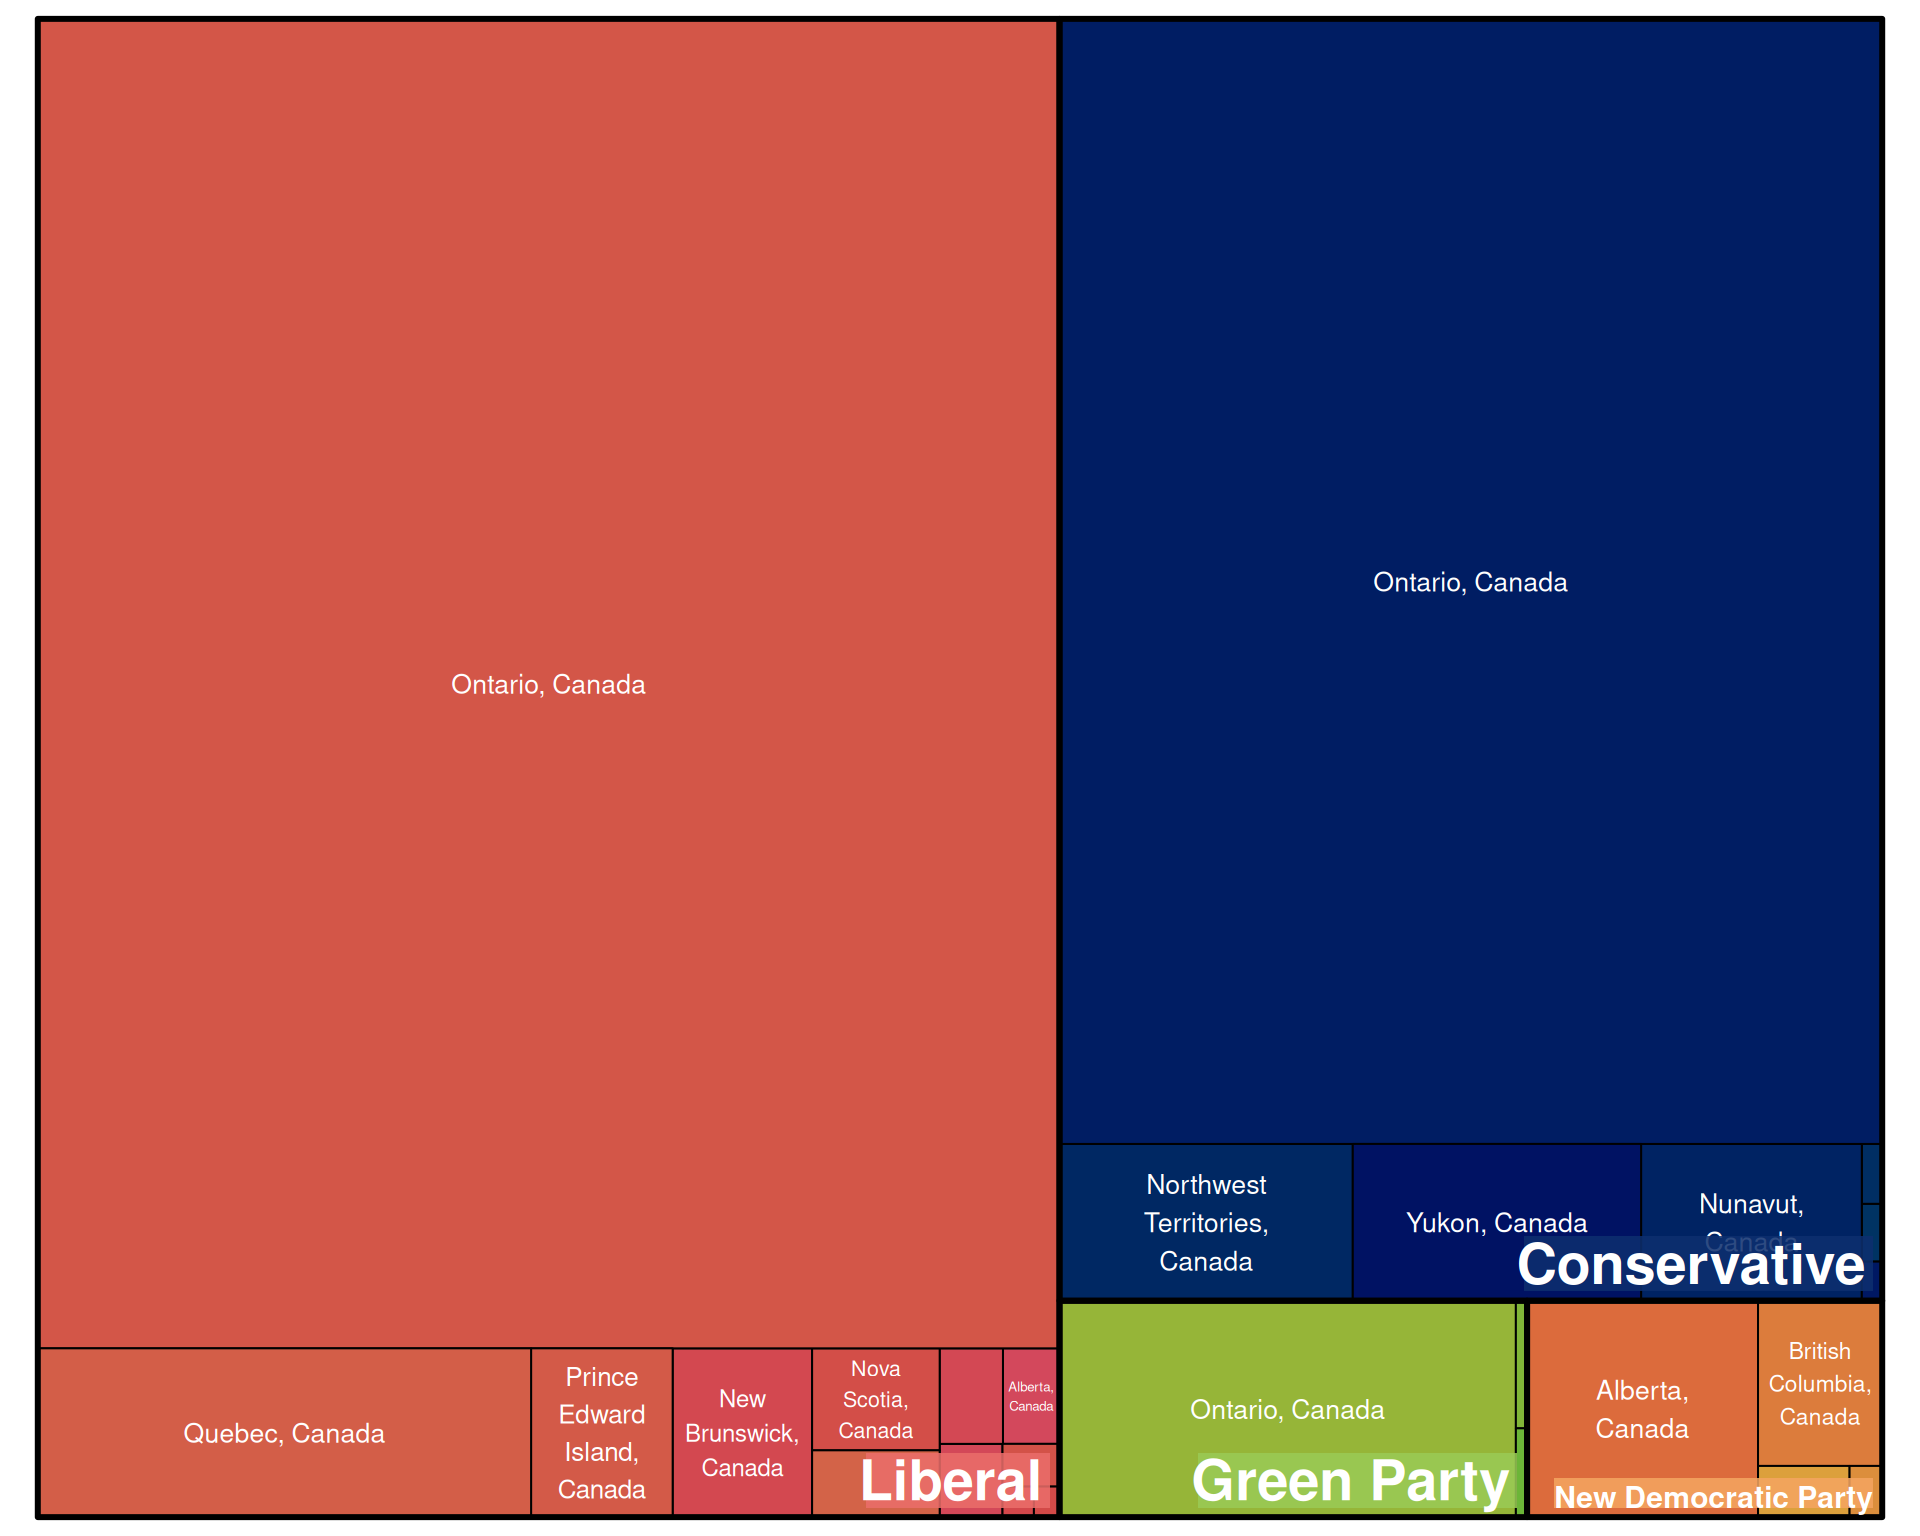 Ontario, Canada
Quebec, Canada
Prince
Edward
Island,
Canada
New
Brunswick,
Canada
Nova
Scotia,
Canada
Alberta,
Canada
Liberal
Ontario, Canada
Northwest
Territories,
Canada
Yukon, Canada
Nunavut,
Canada
Conservative
Ontario, Canada
Green Party
Alberta,
Canada
British
Columbia,
Canada
New Democratic Party